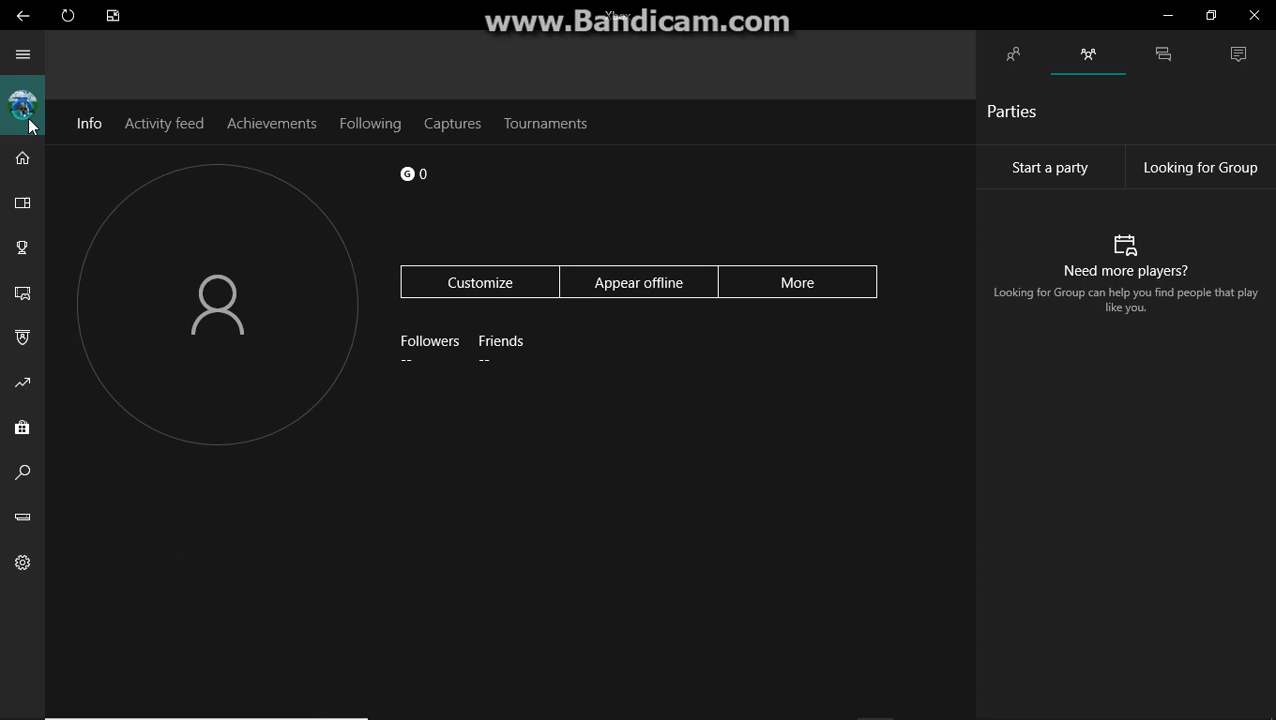 www.Bandicam.com
Info Activity feed Achievements Following Captures Tournaments
G 0
Customize Appear offline More
Followers Friends
-- --
Parties
Start a party Looking for Group
Need more players?
Looking for Group can help you find people that play
like you.